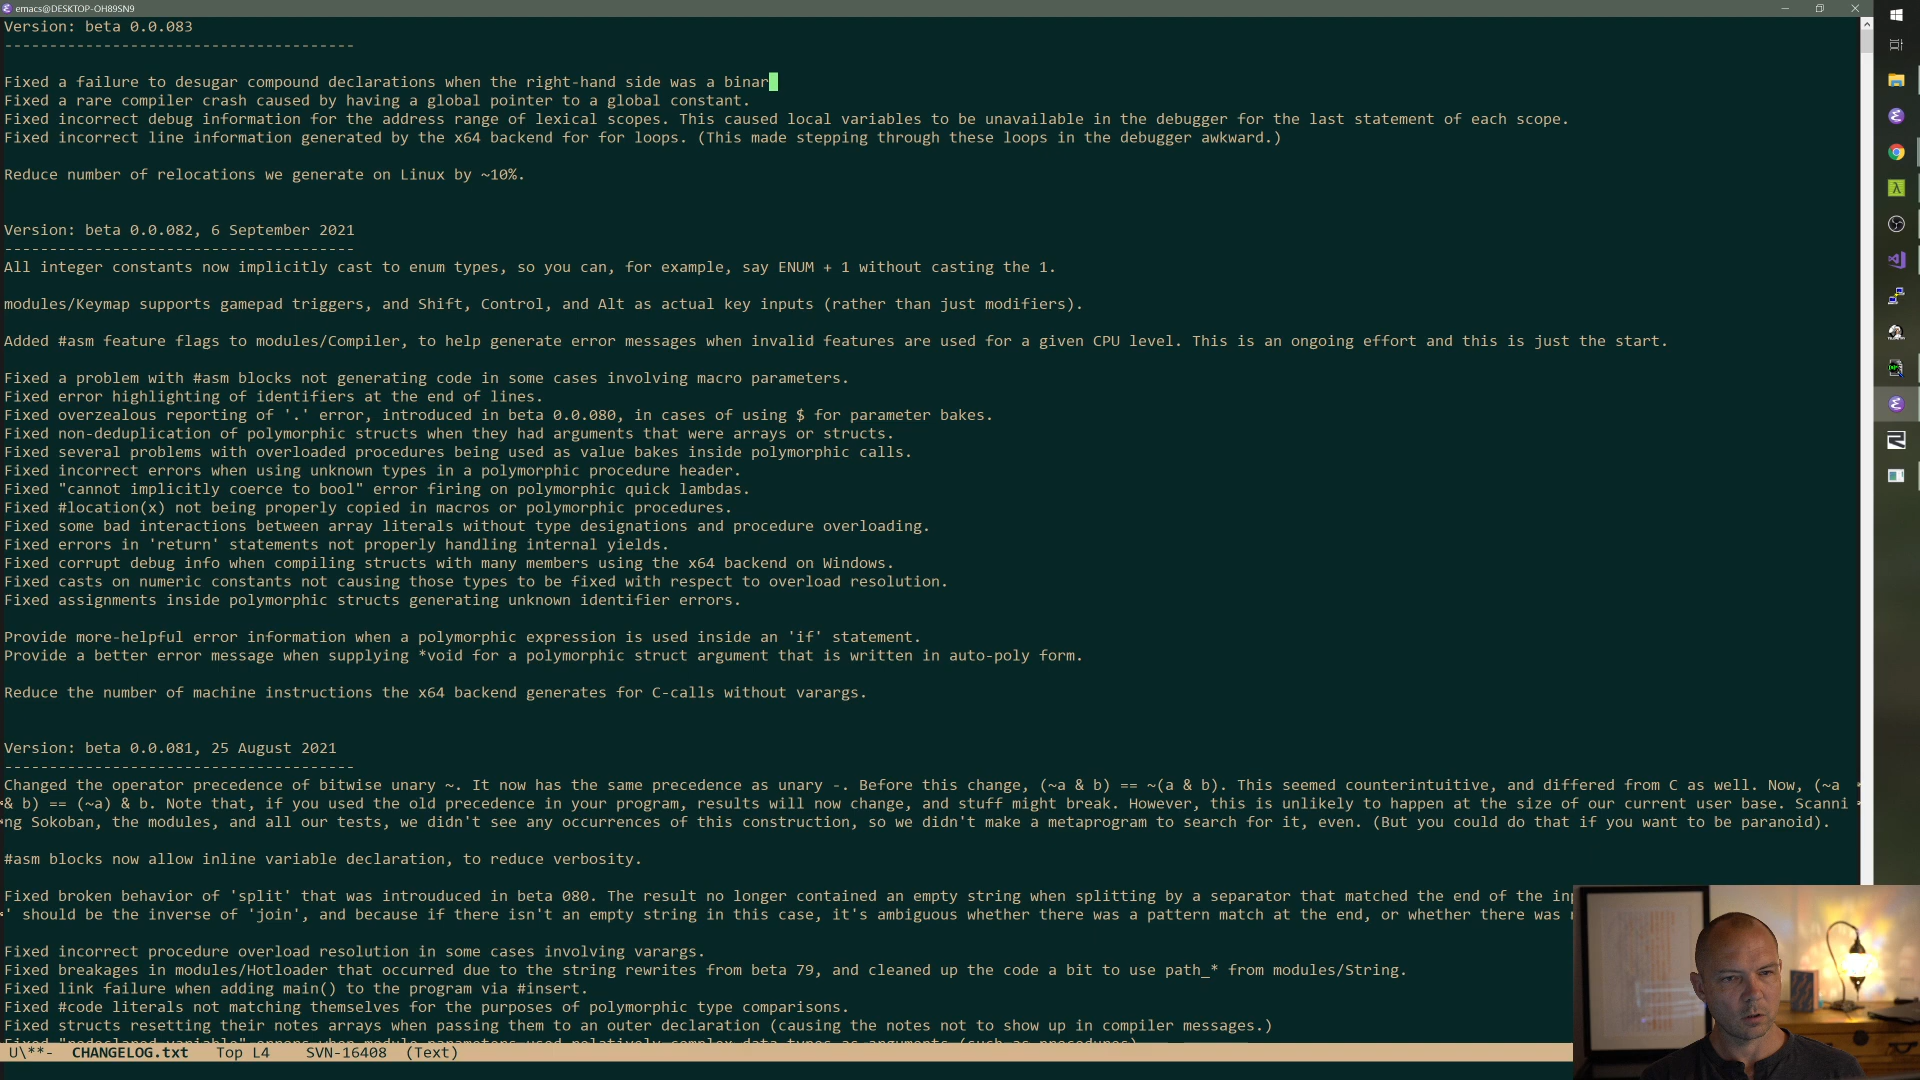 emacs@DESKTOP-OH89SN9
Version: beta 0.0.083
---------------------------------------
Fixed a failure to desugar compound declarations when the right-hand side was a binar
Fixed a rare compiler crash caused by having a global pointer to a global constant.
Fixed incorrect debug information for the address range of lexical scopes. This caused local variables to be unavailable in the debugger for the last statement of each scope.
Fixed incorrect line information generated by the x64 backend for for loops. (This made stepping through these loops in the debugger awkward.)
Reduce number of relocations we generate on Linux by ~10%.
Version: beta 0.0.082, 6 September 2021
---------------------------------------
All integer constants now implicitly cast to enum types, so you can, for example, say ENUM + 1 without casting the 1.
modules/Keymap supports gamepad triggers, and Shift, Control, and Alt as actual key inputs (rather than just modifiers).
Added #asm feature flags to modules/Compiler, to help generate error messages when invalid features are used for a given CPU level. This is an ongoing effort and this is just the start.
Fixed a problem with #asm blocks not generating code in some cases involving macro parameters.
Fixed error highlighting of identifiers at the end of lines.
Fixed overzealous reporting of '.' error, introduced in beta 0.0.080, in cases of using $ for parameter bakes.
Fixed non-deduplication of polymorphic structs when they had arguments that were arrays or structs.
Fixed several problems with overloaded procedures being used as value bakes inside polymorphic calls.
Fixed incorrect errors when using unknown types in a polymorphic procedure header.
Fixed "cannot implicitly coerce to bool" error firing on polymorphic quick lambdas.
Fixed #location(x) not being properly copied in macros or polymorphic procedures.
Fixed some bad interactions between array literals without type designations and procedure overloading.
Fixed errors in 'return' statements not properly handling internal yields.
Fixed corrupt debug info when compiling structs with many members using the x64 backend on Windows.
Fixed casts on numeric constants not causing those types to be fixed with respect to overload resolution.
Fixed assignments inside polymorphic structs generating unknown identifier errors.
Provide more-helpful error information when a polymorphic expression is used inside an 'if' statement.
Provide a better error message when supplying *void for a polymorphic struct argument that is written in auto-poly form.
Reduce the number of machine instructions the x64 backend generates for C-calls without varargs.
Version: beta 0.0.081, 25 August 2021
---------------------------------------
Changed the operator precedence of bitwise unary ~. It now has the same precedence as unary -. Before this change, (~a & b) == ~(a & b). This seemed counterintuitive, and differed from C as well. Now, (~a
& b) == (~a) & b. Note that, if you used the old precedence in your program, results will now change, and stuff might break. However, this is unlikely to happen at the size of our current user base. Scanni
ng Sokoban, the modules, and all our tests, we didn't see any occurrences of this construction, so we didn't make a metaprogram to search for it, even. (But you could do that if you want to be paranoid).
#asm blocks now allow inline variable declaration, to reduce verbosity.
Fixed broken behavior of 'split' that was introuduced in beta 080. The result no longer contained an empty string when splitting by a separator that matched the end of the inp
' should be the inverse of 'join', and because if there isn't an empty string in this case, it's ambiguous whether there was a pattern match at the end, or whether there was
Fixed incorrect procedure overload resolution in some cases involving varargs.
Fixed breakages in modules/Hotloader that occurred due to the string rewrites from beta 79, and cleaned up the code a bit to use path_* from modules/String.
Fixed link failure when adding main() to the program via #insert.
Fixed #code literals not matching themselves for the purposes of polymorphic type comparisons.
Fixed structs resetting their notes arrays when passing them to an outer declaration (causing the notes not to show up in compiler messages.)
Fixed "redeclared variable" errors when module parameters used relatively complex data types as arguments (such as procedures)
U\**- CHANGELOG.txt Top L4 SVN-16408 (Text)